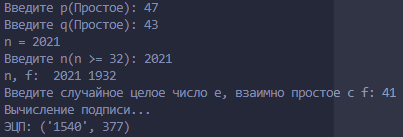 Введите p(Простое): 47
Введите q(Простое): 43
n = 2021
Введите n(n >= 32): 2021
n, f:  2021 1932
Введите случайное целое число e, взаимно простое с f: 41
Вычисление подписи...
ЭЦП: ('1540', 377)